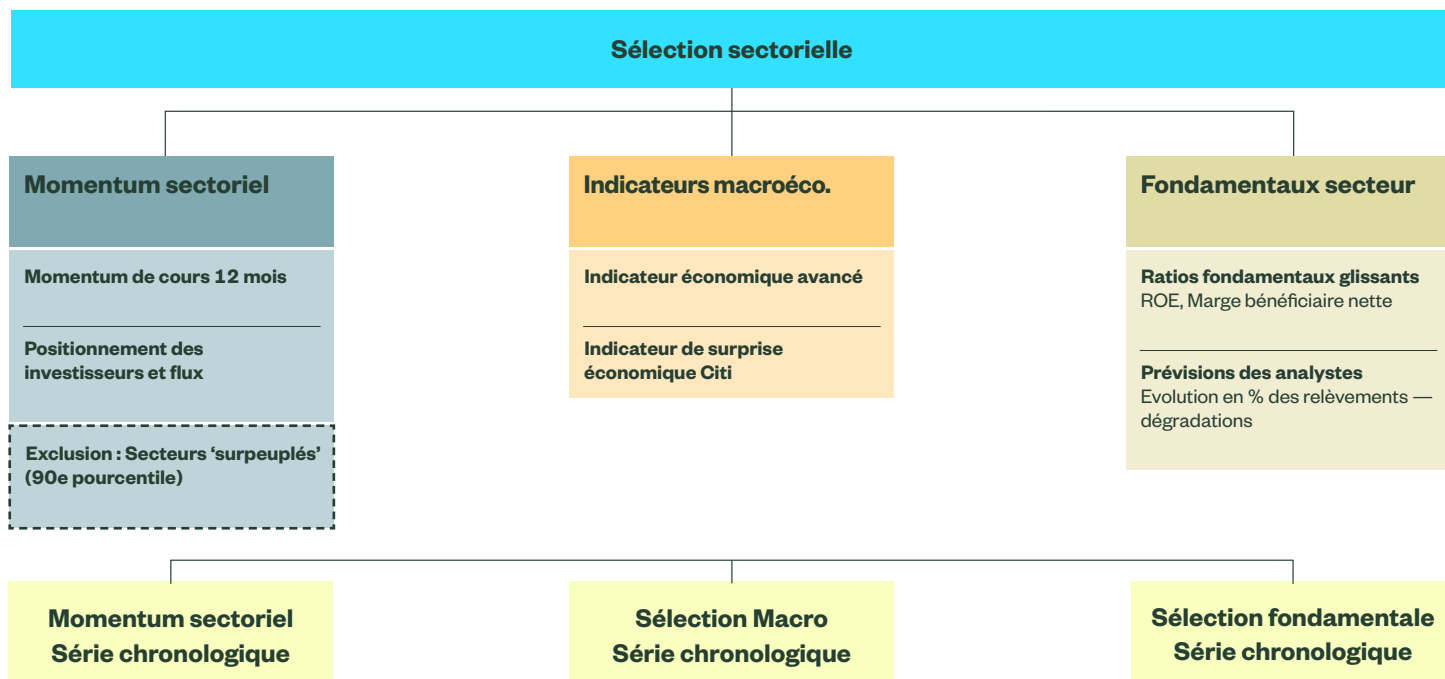 Sélection sectorielle
Momentum sectoriel
Momentum de cours 12 mois
Positionnement des
investisseurs et flux
Exclusion : Secteurs ‘surpeuplés’
(90e pourcentile)
Indicateurs macroéco.
Indicateur économique avancé
Indicateur de surprise
économique Citi
Fondamentaux secteur
Ratios fondamentaux glissants
ROE, Marge bénéficiaire nette
Prévisions des analystes
Evolution en % des relèvements —
dégradations
Momentum sectoriel
Série chronologique
Sélection Macro
Série chronologique
Sélection fondamentale
Série chronologique